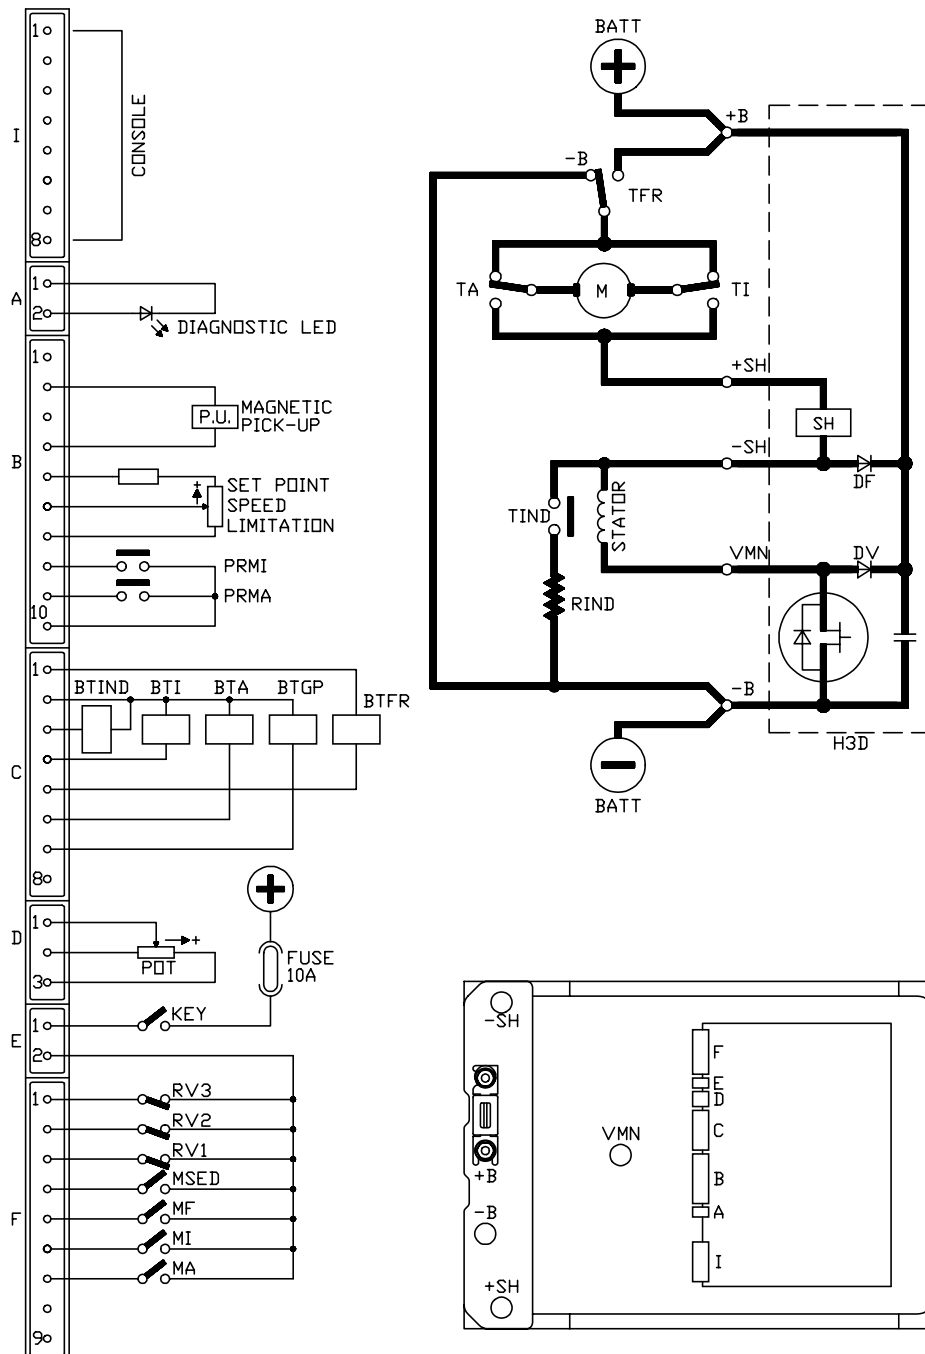 1
I
8
CONSOLE
A
1
2
DIAGNOSTIC LED
B
1
10
P.U.
MAGNETIC
PICK-UP
+
SET POINT
SPEED
LIMITATION
PRMI
PRMA
C
1
8
BTIND
BTI
BTA
BTGP
BTFR
D
1
3
+
POT
FUSE
10A
E
1
2
KEY
F
1
9
RV3
RV2
RV1
MSED
MF
MI
MA
BATT
+B
-B
TFR
TA
M
TI
+SH
SH
-SH
DF
TIND
STATOR
VMN
DV
RIND
-B
H3D
BATT
-SH
+B
-B
+SH
VMN
F
E
D
C
B
A
I